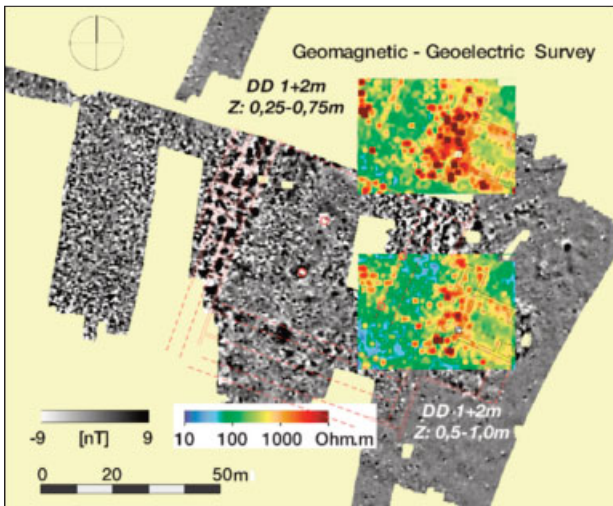 Geomagnetic - Geoelectric Survey
DD 1+2m
Z: 0,25-0,75m
DD 1+2m
Z: 0,5-1,0m
-9 [nT] 9
10 100 1000 Ohm.m
0 20 50m